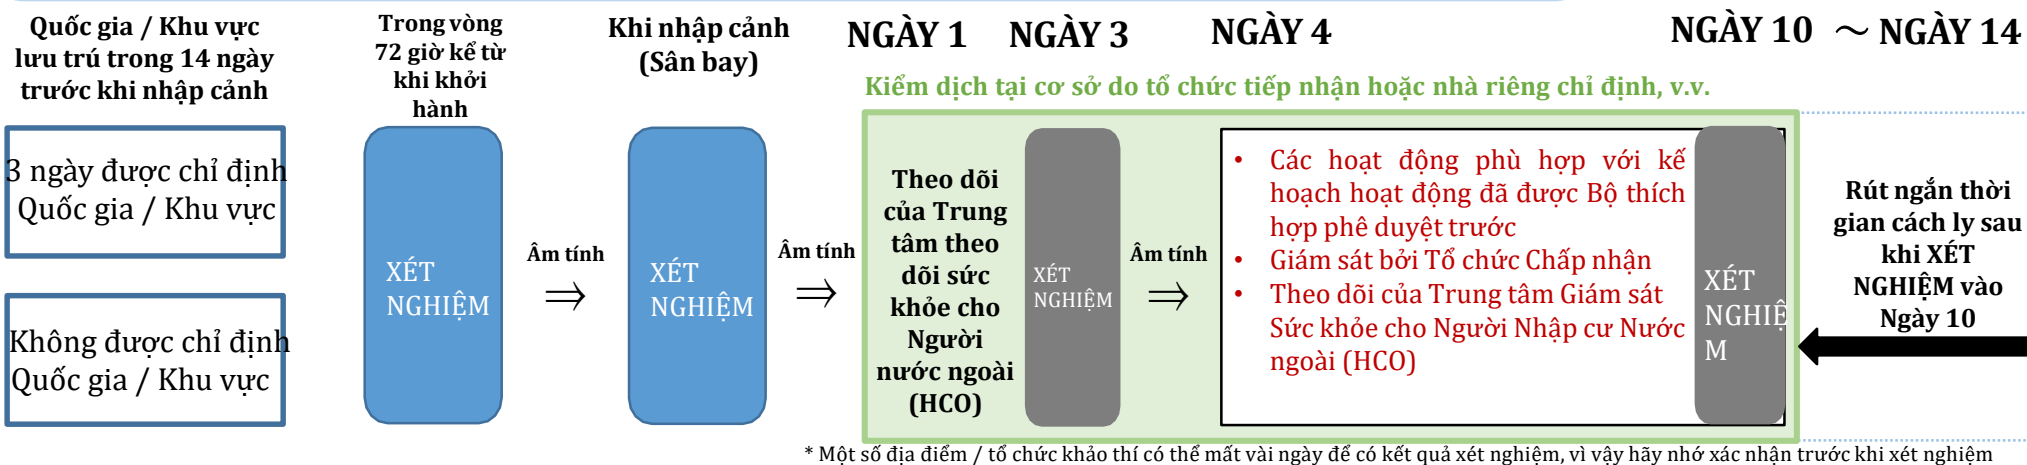 Quốc gia / Khu vực
lưu trú trong 14 ngày
trước khi nhập cảnh
Trong vòng
72 giờ kể từ
khi khởi
hành
Khi nhập cảnh
(Sân bay)
NGÀY 1
NGÀY 3
NGÀY 4
NGÀY 10 ～ NGÀY 14
Kiểm dịch tại cơ sở do tổ chức tiếp nhận hoặc nhà riêng chỉ định, v.v.
3 ngày được chỉ định
Quốc gia / Khu vực
Không được chỉ định
Quốc gia / Khu vực
XÉT
NGHIỆM
Âm tính
⇒
XÉT
NGHIỆM
Âm tính
⇒
Theo dõi
của Trung
tâm theo
dõi sức
khỏe cho
Người
nước ngoài
(HCO)
XÉT
NGHIỆM
Âm tính
⇒
• Các hoạt động phù hợp với kế
hoạch hoạt động đã được Bộ thích
hợp phê duyệt trước
• Giám sát bởi Tổ chức Chấp nhận
• Theo dõi của Trung tâm Giám sát
Sức khỏe cho Người Nhập cư Nước
ngoài (HCO)
XÉT
NGHIỆ
M
Rút ngắn thời
gian cách ly sau
khi XÉT
NGHIỆM vào
Ngày 10
* Một số địa điểm / tổ chức khảo thí có thể mất vài ngày để có kết quả xét nghiệm, vì vậy hãy nhớ xác nhận trước khi xét nghiệm